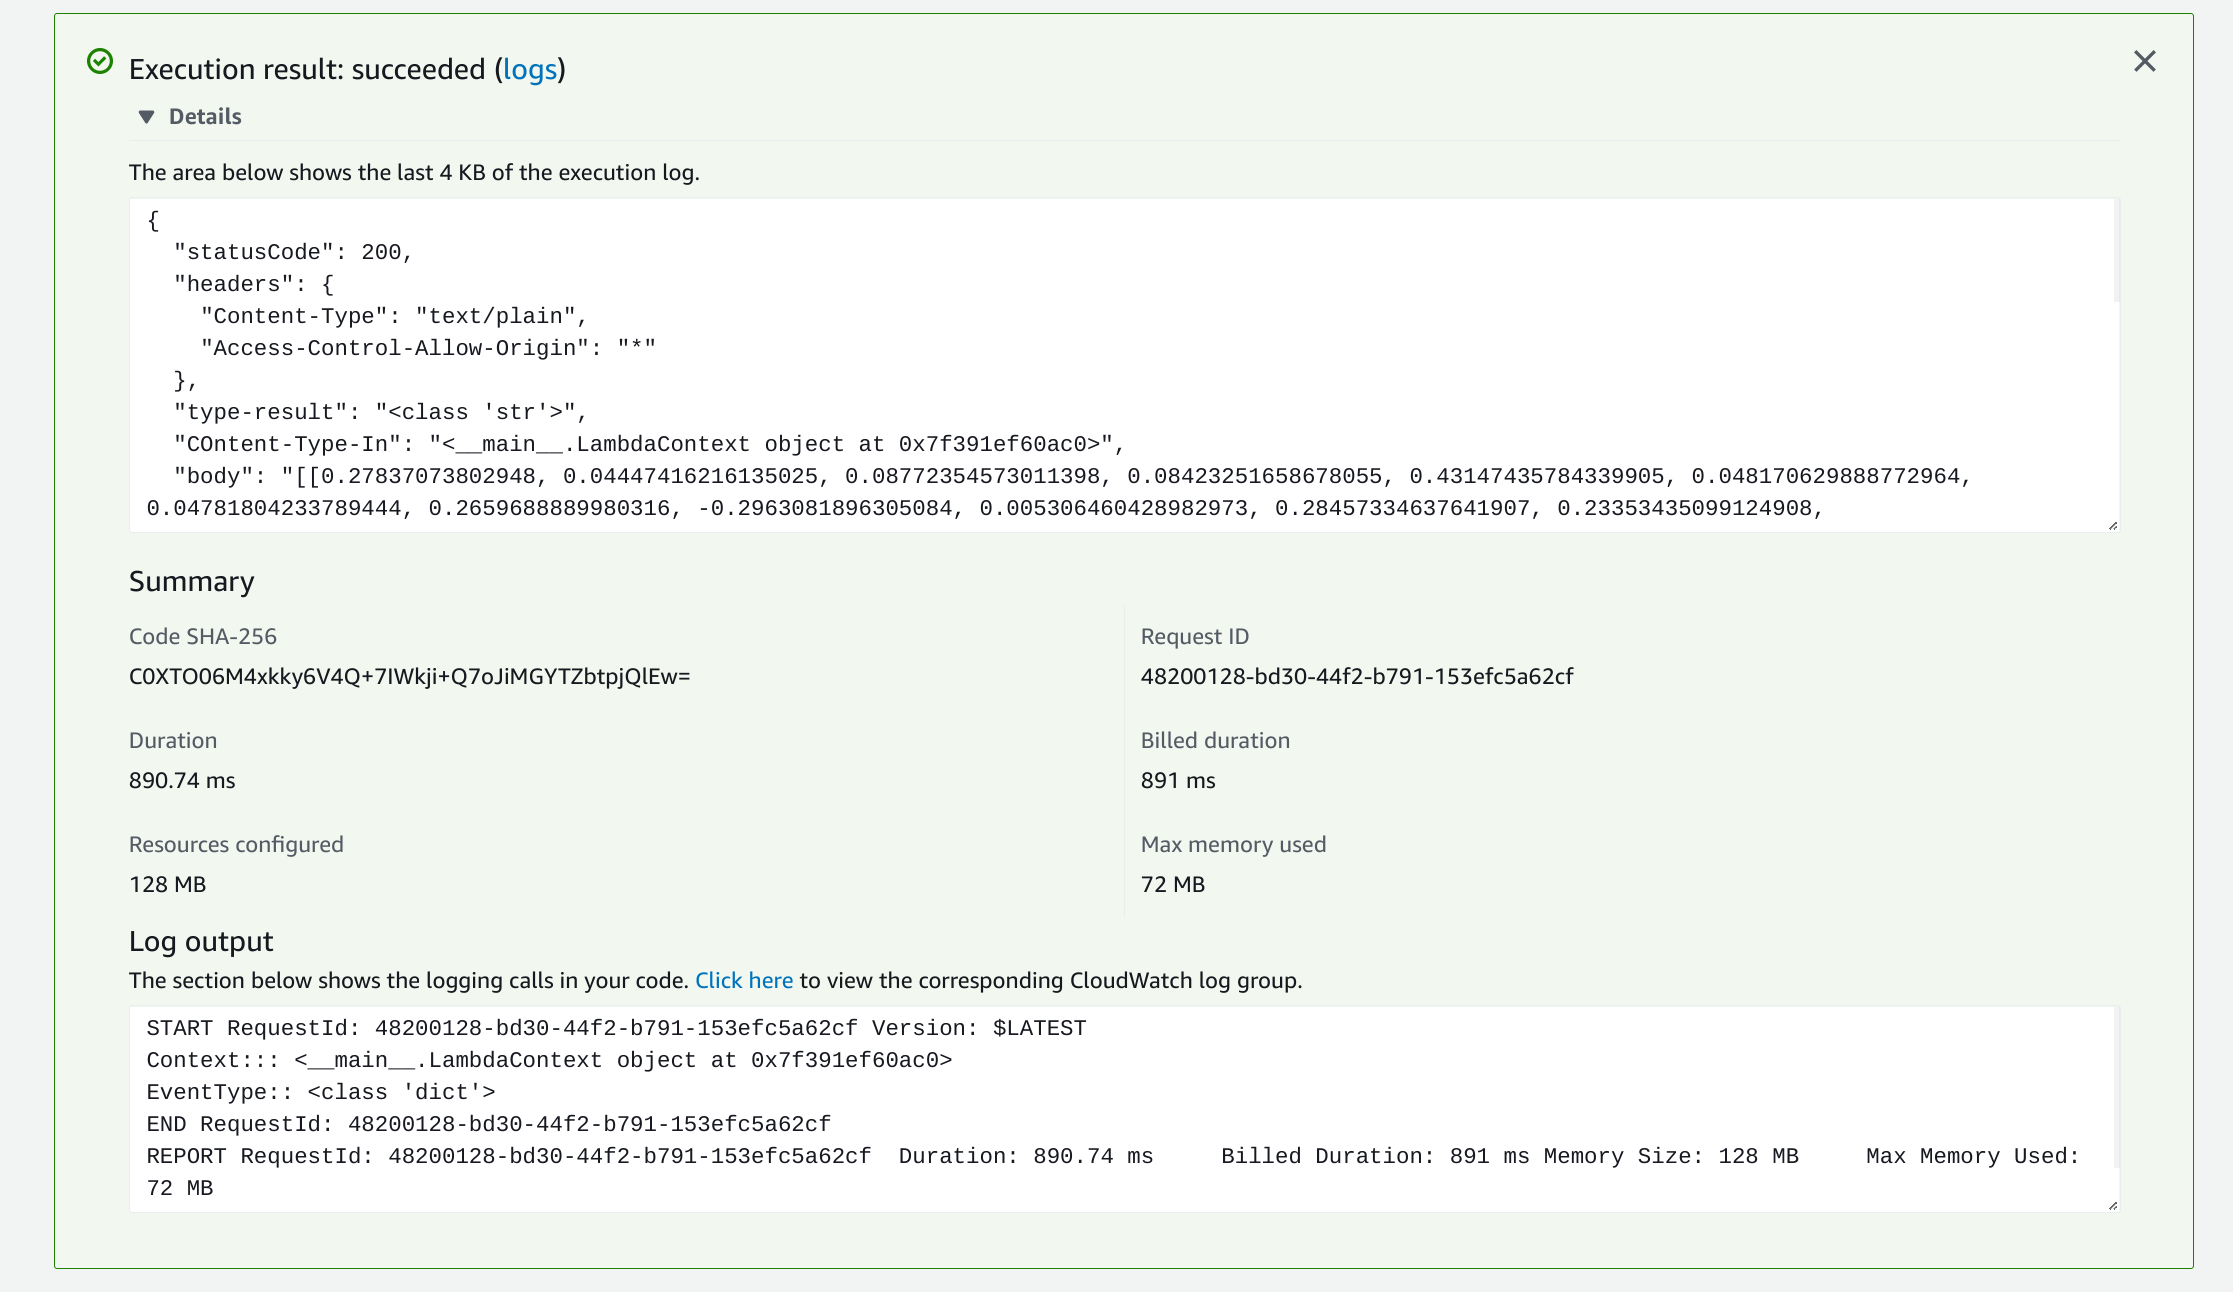 Execution result: succeeded (logs)
Details
The area below shows the last 4 KB of the execution log.
{
  "statusCode": 200,
  "headers": {
    "Content-Type": "text/plain",
    "Access-Control-Allow-Origin": "*"
  },
  "type-result": "<class 'str'>",
  "COntent-Type-In": "<__main__.LambdaContext object at 0x7f391ef60ac0>",
  "body": "[[0.27837073802948, 0.04447416216135025, 0.08772354573011398, 0.08423251658678055, 0.43147435784339905, 0.048170629888772964,
0.04781804233789444, 0.2659688889980316, -0.2963081896305084, 0.005306460428982973, 0.28457334637641907, 0.23353435099124908,
Summary
Code SHA-256
C0XTO06M4xkky6V4Q+7IWkji+Q7oJiMGYTZbtpjQlEw=
Request ID
48200128-bd30-44f2-b791-153efc5a62cf
Duration
890.74 ms
Billed duration
891 ms
Resources configured
128 MB
Max memory used
72 MB
Log output
The section below shows the logging calls in your code. Click here to view the corresponding CloudWatch log group.
START RequestId: 48200128-bd30-44f2-b791-153efc5a62cf Version: $LATEST
Context::: <__main__.LambdaContext object at 0x7f391ef60ac0>
EventType:: <class 'dict'>
END RequestId: 48200128-bd30-44f2-b791-153efc5a62cf
REPORT RequestId: 48200128-bd30-44f2-b791-153efc5a62cf  Duration: 890.74 ms     Billed Duration: 891 ms Memory Size: 128 MB     Max Memory Used:
72 MB